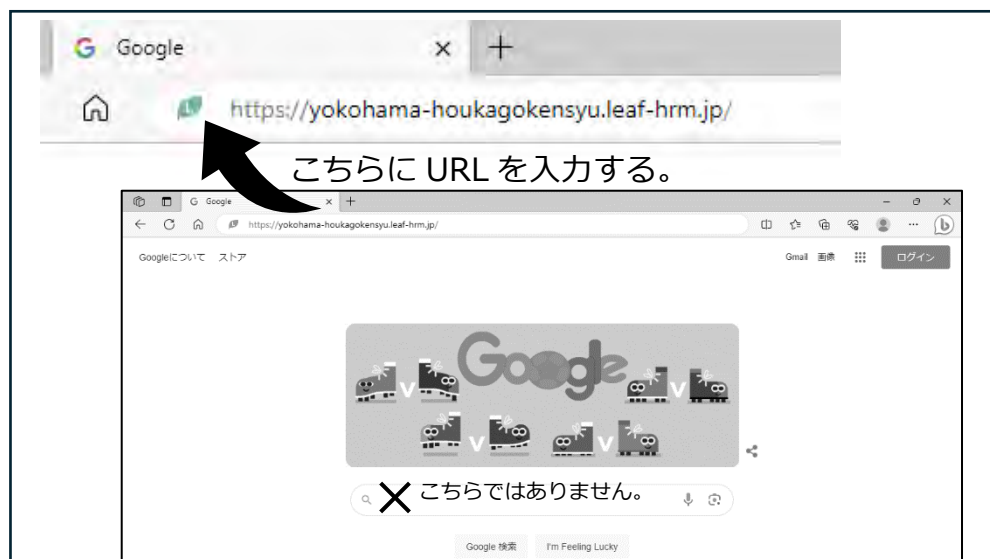 G Google × +
https://yokohama-houkagokensyu.leaf-hrm.jp/
こちらに URL を入力する。
G Google × +
https://yokohama-houkagokensyu.leaf-hrm.jp/
Googleについて ストア Gmail 画像 ログイン
Google
こちらではありません。
Google 検索 I'm Feeling Lucky